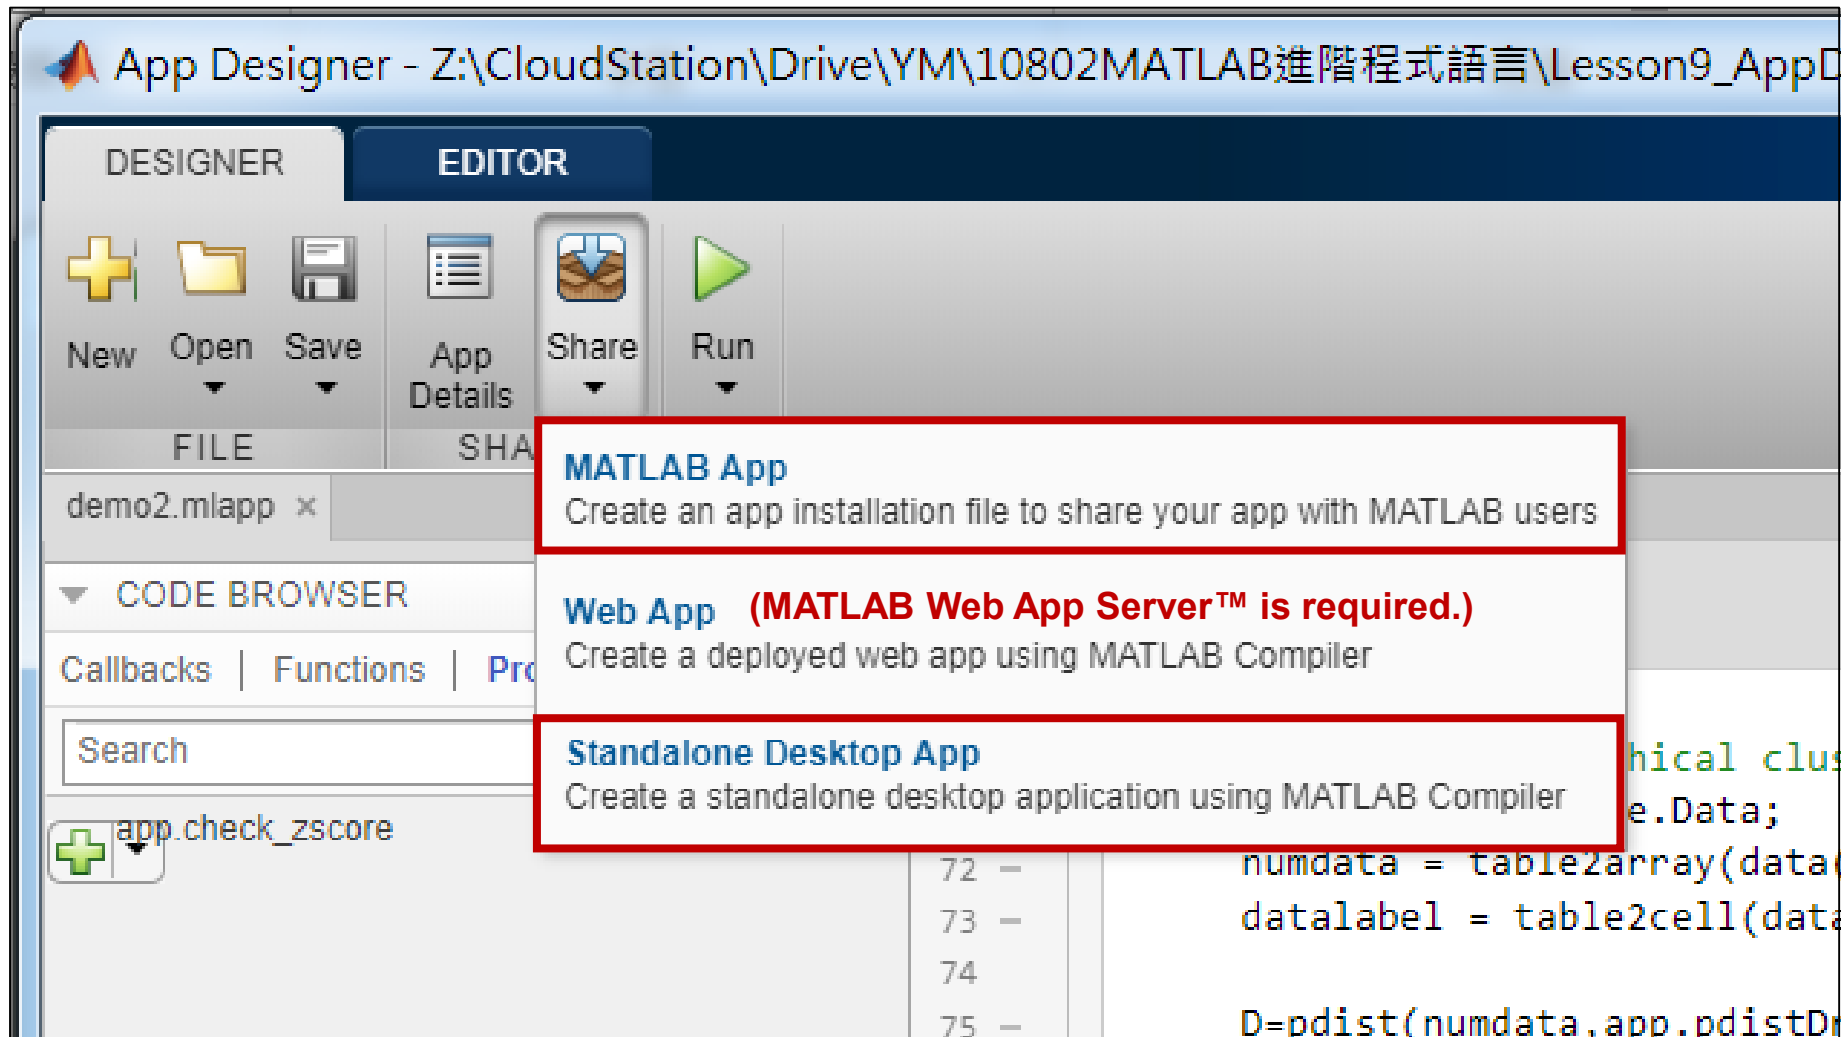 App Designer - Z:\CloudStation\Drive\YM\10802MATLAB進階程式語言\Lesson9_AppD
DESIGNER EDITOR
New Open Save App Details Share Run
FILE SHA
MATLAB App
Create an app installation file to share your app with MATLAB users
demo2.mlapp ×
CODE BROWSER
Web App (MATLAB Web App Server™ is required.)
Create a deployed web app using MATLAB Compiler
Callbacks | Functions | Pro
Search
Standalone Desktop App
Create a standalone desktop application using MATLAB Compiler
hical clus
e.Data;
app.check_zscore
72 – numdata = table2array(data(
73 – datalabel = table2cell(data
74
75 – D=pdist(numdata,app.pdistDr